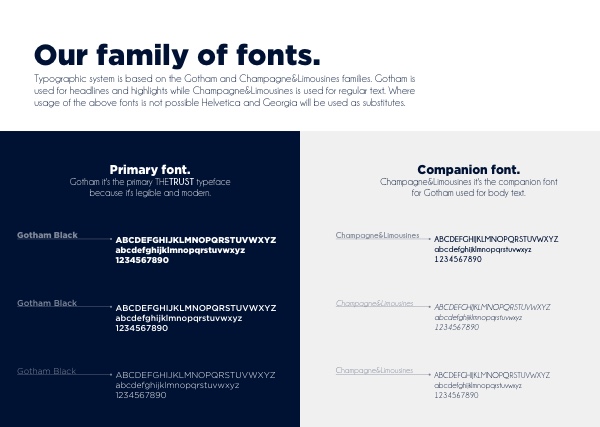 Our family of fonts.
Typographic system is based on the Gotham and Champagne&Limousines families. Gotham is
used for headlines and highlights while Champagne&Limousines is used for regular text. Where
usage of the above fonts is not possible Helvetica and Georgia will be used as substitutes.
Primary font.
Gotham it's the primary THETRUST typeface
because it's legible and modern.
Gotham Black
ABCDEFGHIJKLMNOPQRSTUVWXYZ
abcdefghijklmnopqrstuvwxyz
1234567890
Gotham Black
ABCDEFGHIJKLMNOPQRSTUVWXYZ
abcdefghijklmnopqrstuvwxyz
1234567890
Gotham Black
ABCDEFGHIJKLMNOPQRSTUVWXYZ
abcdefghijklmnopqrstuvwxyz
1234567890
Companion font.
Champagne&Limousines it's the companion font
for Gotham used for body text.
Champagne&Limousines
ABCDEFGHIJKLMNOPQRSTUVWXYZ
abcdefghijklmnopqrstuvwxyz
1234567890
Champagne&Limousines
ABCDEFGHIJKLMNOPQRSTUVWXYZ
abcdefghijklmnopqrstuvwxyz
1234567890
Champagne&Limousines
ABCDEFGHIJKLMNOPQRSTUVWXYZ
abcdefghijklmnopqrstuvwxyz
1234567890